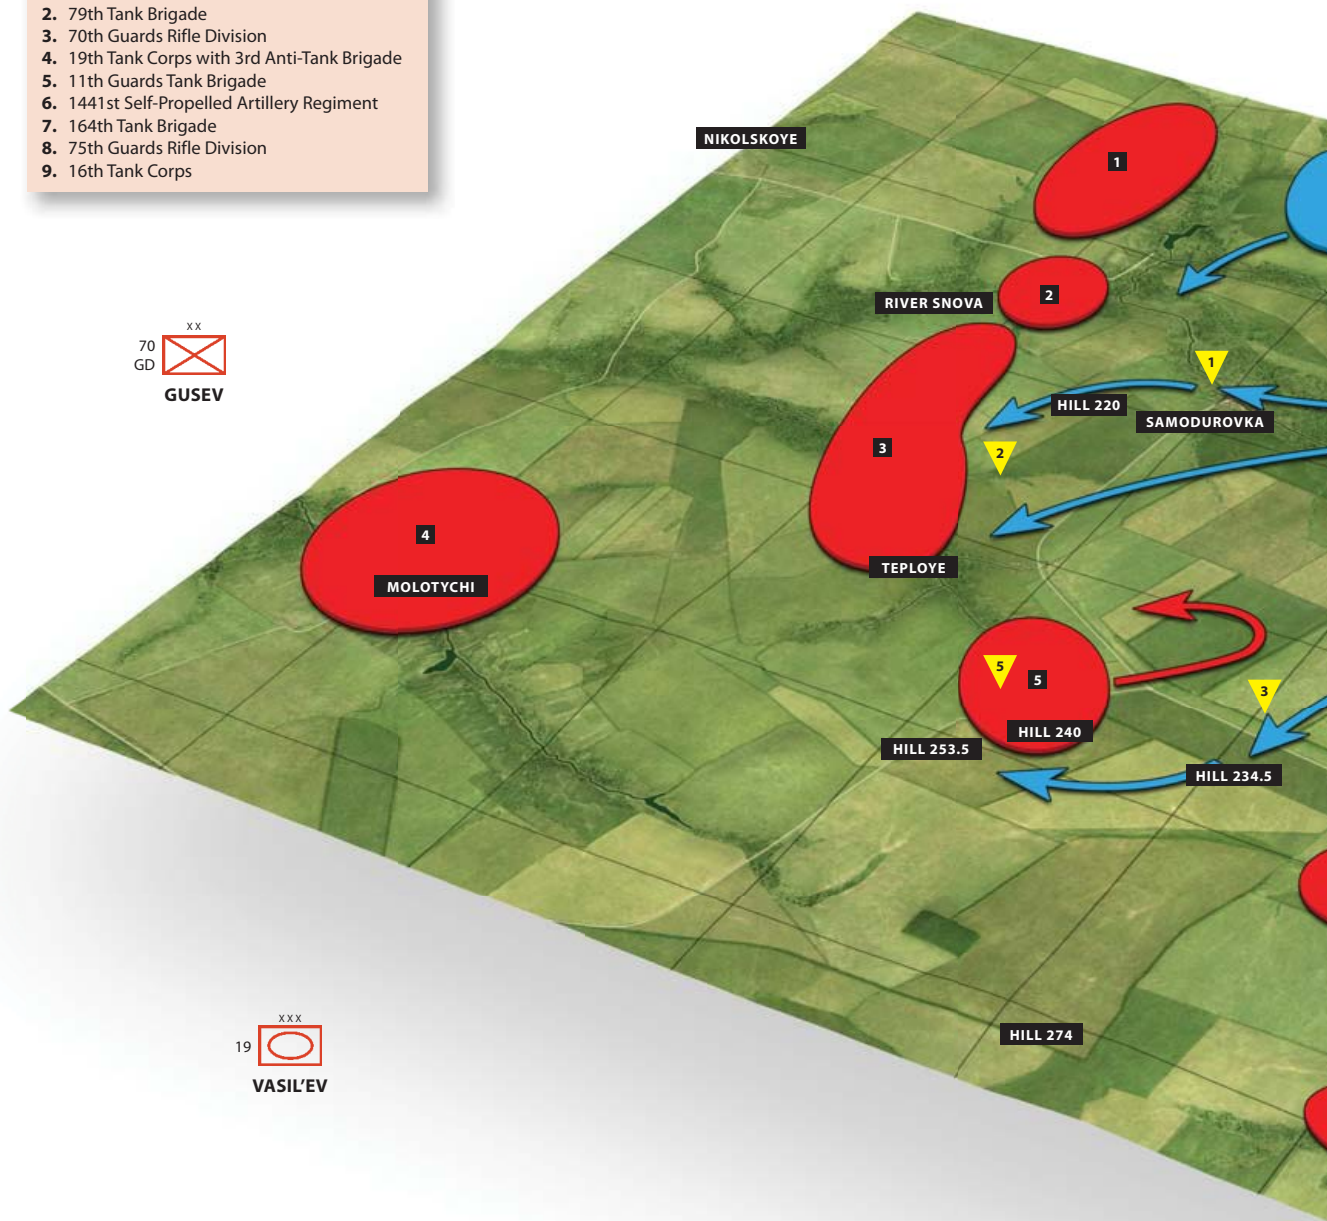 2. 79th Tank Brigade
3. 70th Guards Rifle Division
4. 19th Tank Corps with 3rd Anti-Tank Brigade
5. 11th Guards Tank Brigade
6. 1441st Self-Propelled Artillery Regiment
7. 164th Tank Brigade
8. 75th Guards Rifle Division
9. 16th Tank Corps
NIKOLSKOYE
1
RIVER SNOVA
2
xx
70
GD
GUSEV
1
HILL 220
SAMODUROVKA
3
2
4
MOLOTYCHI
TEPLOYE
5
5
3
HILL 240
HILL 253.5
HILL 234.5
HILL 274
xxx
19
VASIL'EV